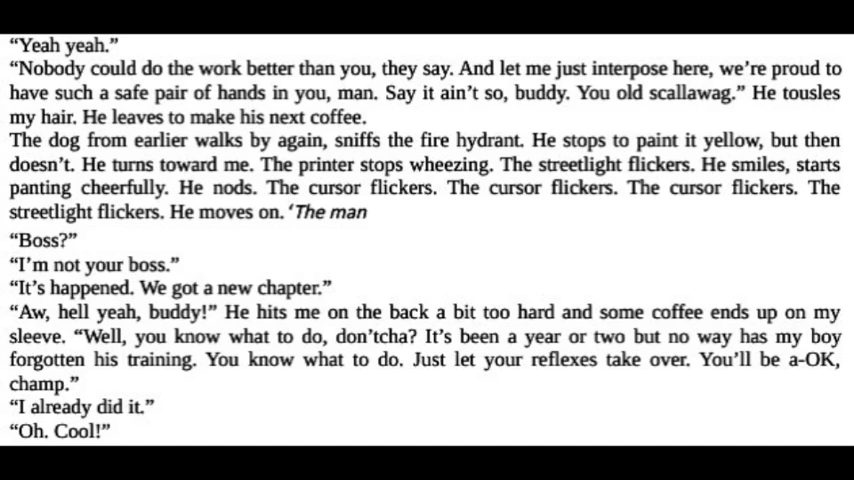 “Yeah yeah.”
“Nobody could do the work better than you, they say. And let me just interpose here, we’re proud to
have such a safe pair of hands in you, man. Say it ain’t so, buddy. You old scallawag.” He tousles
my hair. He leaves to make his next coffee.
The dog from earlier walks by again, sniffs the fire hydrant. He stops to paint it yellow, but then
doesn’t. He turns toward me. The printer stops wheezing. The streetlight flickers. He smiles, starts
panting cheerfully. He nods. The cursor flickers. The cursor flickers. The cursor flickers. The
streetlight flickers. He moves on. ‘The man
“Boss?”
“I’m not your boss.”
“It’s happened. We got a new chapter.”
“Aw, hell yeah, buddy!” He hits me on the back a bit too hard and some coffee ends up on my
sleeve. “Well, you know what to do, don’tcha? It’s been a year or two but no way has my boy
forgotten his training. You know what to do. Just let your reflexes take over. You’ll be a-OK,
champ.”
“I already did it.”
“Oh. Cool!”